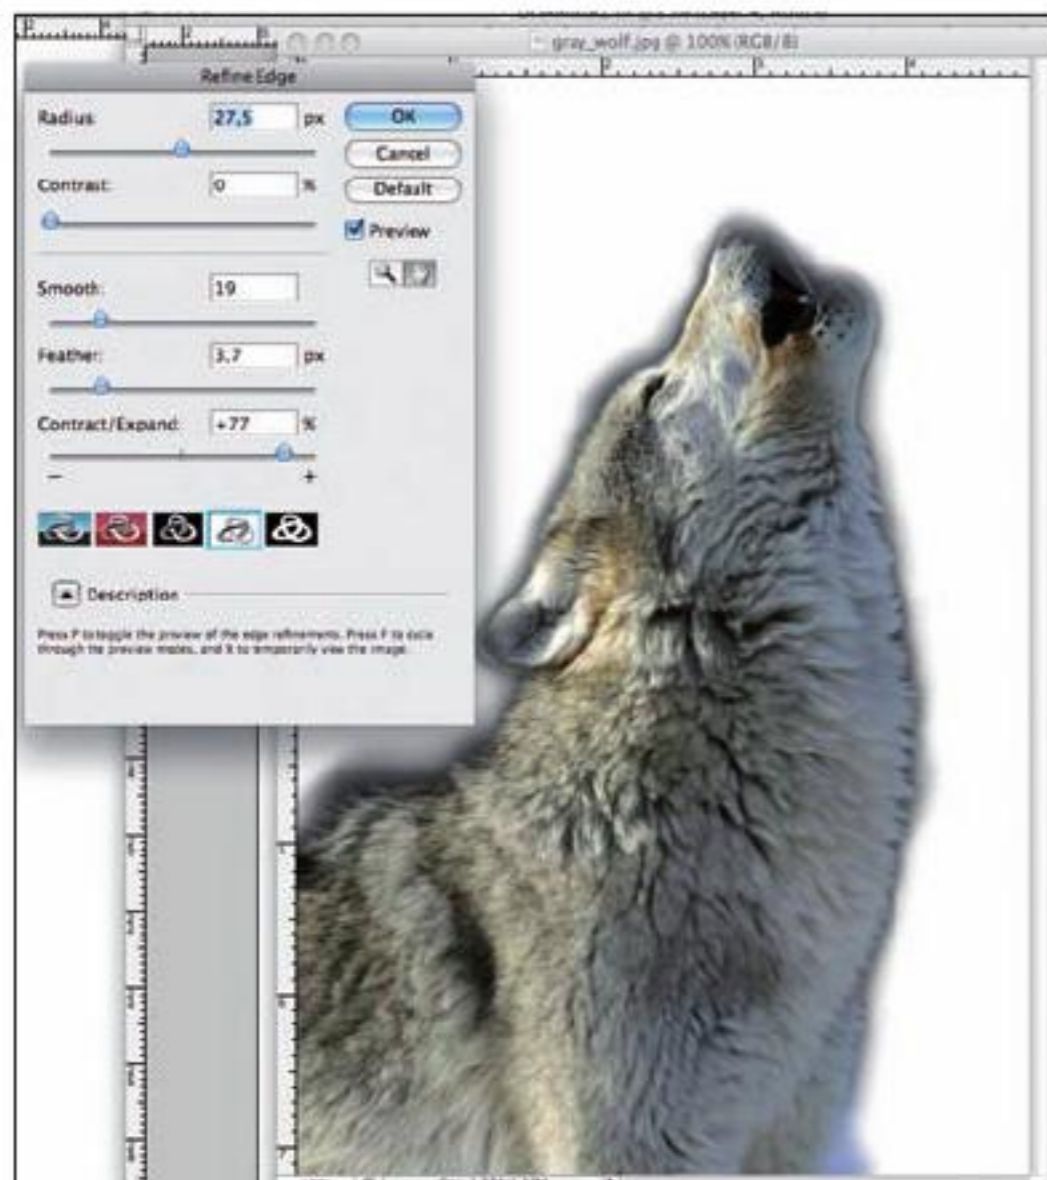 gray_wolf.jpg @ 100% (RGB/8)
Refine Edge
Radius: 27,5 px
OK
Cancel
Contrast: 0 %
Default
Preview
Smooth: 19
Feather: 3,7 px
Contract/Expand: +77 %
− +
Description
Press P to toggle the preview of the edge refinements. Press F to cycle
through the preview modes, and X to temporarily view the image.